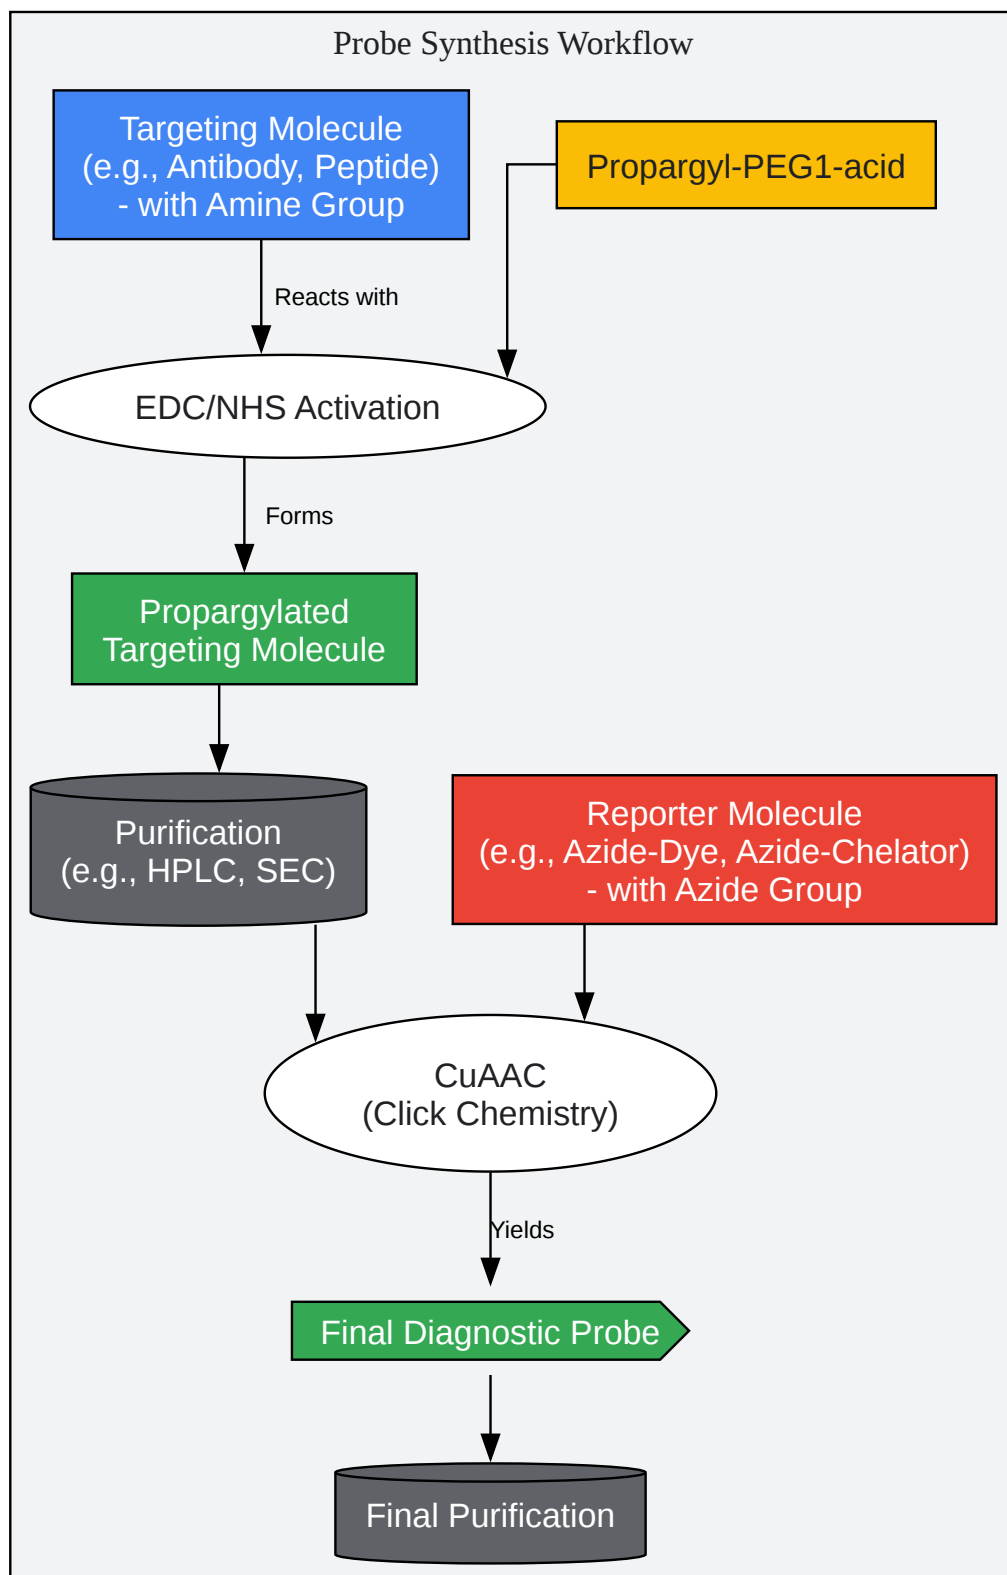 Probe Synthesis Workflow
Targeting Molecule
(e.g., Antibody, Peptide)
- with Amine Group
Propargyl-PEG1-acid
Reacts with
EDC/NHS Activation
Forms
Propargylated
Targeting Molecule
Purification
(e.g., HPLC, SEC)
Reporter Molecule
(e.g., Azide-Dye, Azide-Chelator)
- with Azide Group
CuAAC
(Click Chemistry)
Yields
Final Diagnostic Probe
Final Purification